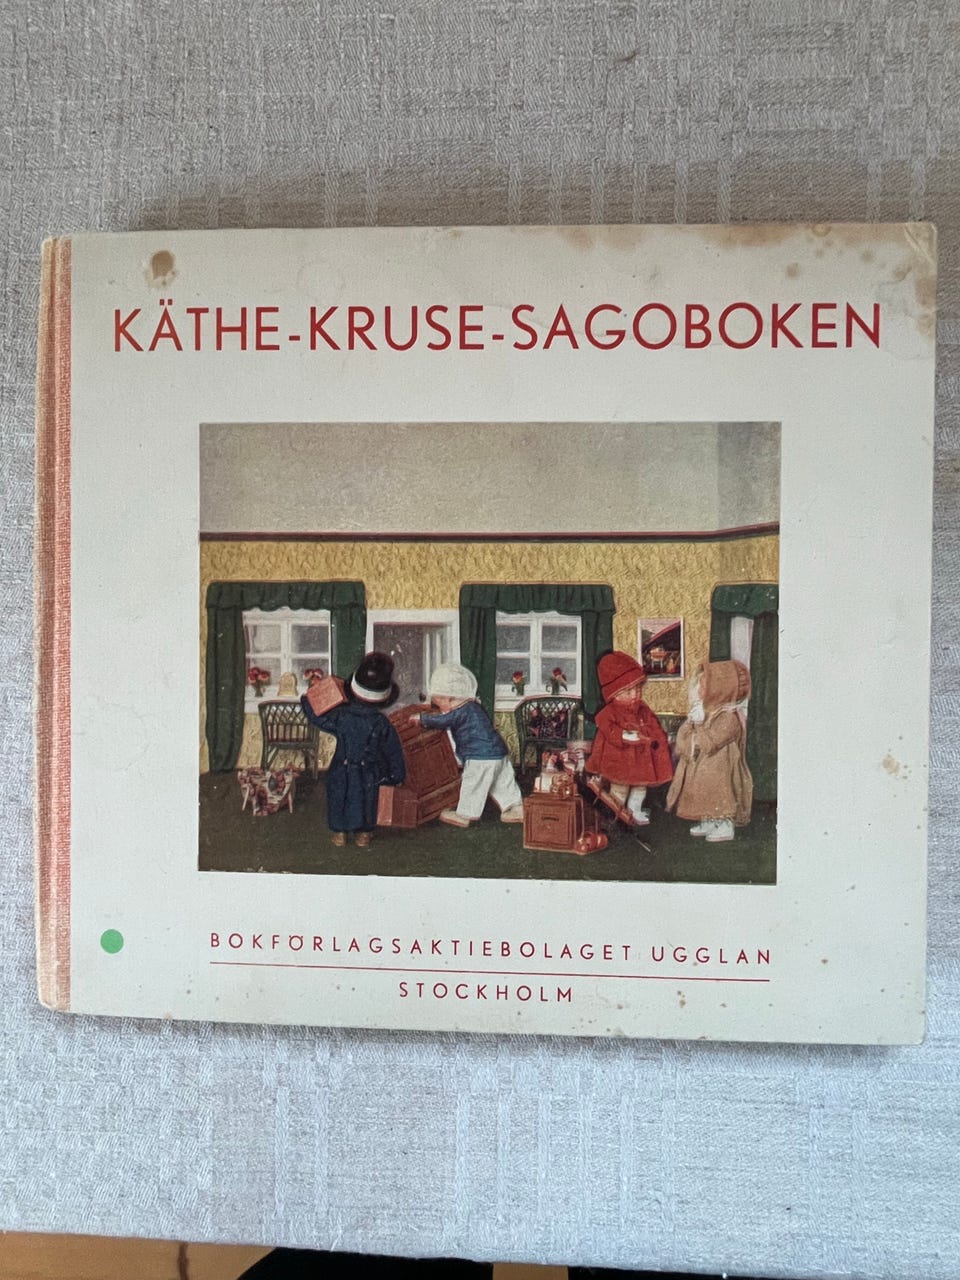 KÄTHE-KRUSE-SAGOBOKEN
BOKFÖRLAGSAKTIEBOLAGET UGGLAN
STOCKHOLM